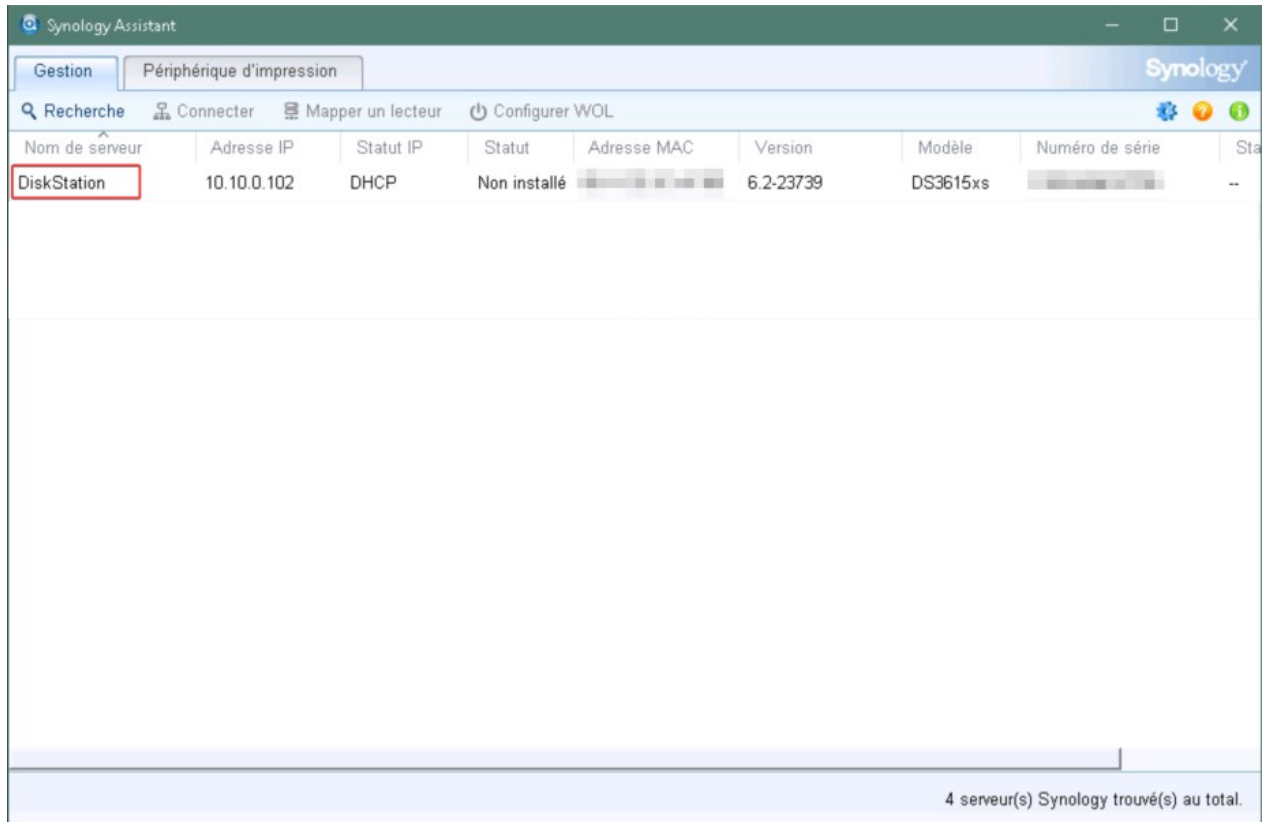 Synology Assistant
Gestion Périphérique d'impression Synology
Recherche Connecter Mapper un lecteur Configurer WOL
Nom de serveur Adresse IP Statut IP Statut Adresse MAC Version Modèle Numéro de série Sta
DiskStation 10.10.0.102 DHCP Non installé 6.2-23739 DS3615xs --
4 serveur(s) Synology trouvé(s) au total.